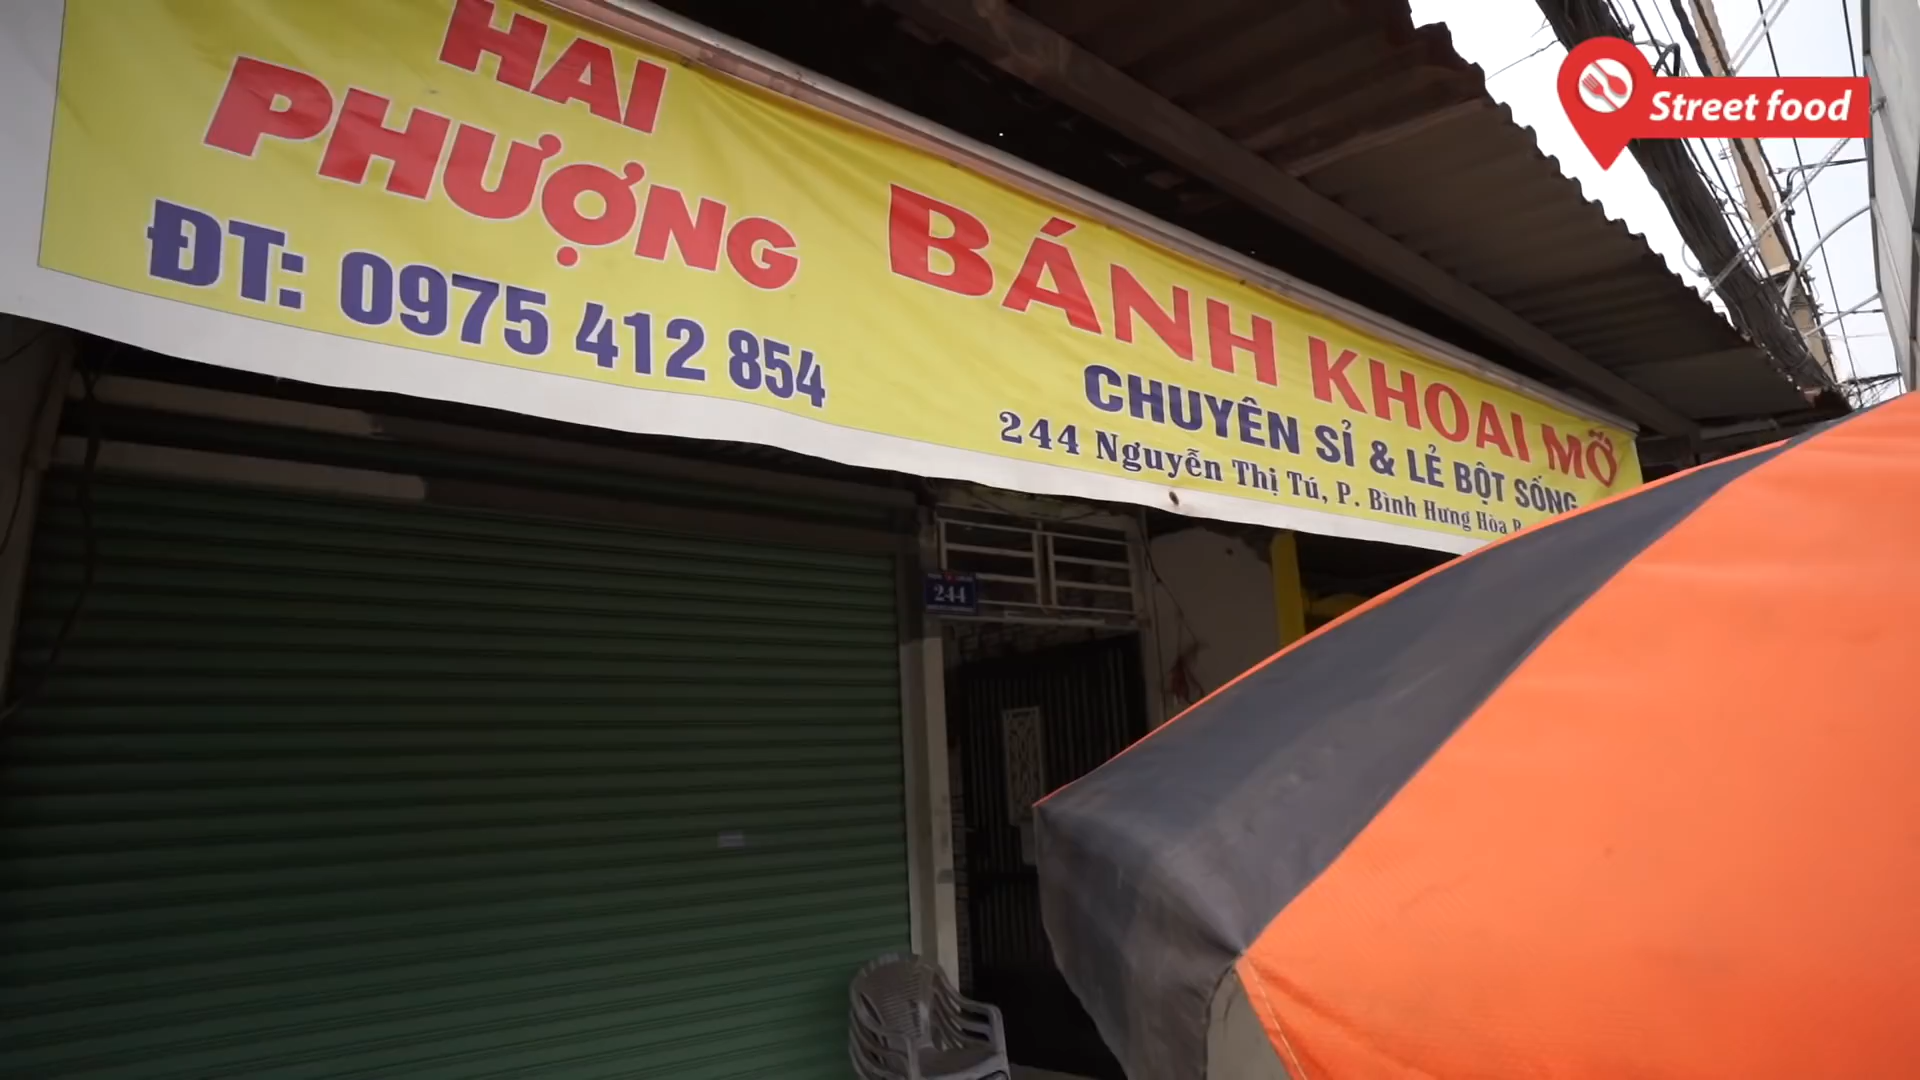 HAI
PHƯỢNG
ĐT: 0975 412 854
BÁNH KHOAI MỠ
CHUYÊN SỈ & LẺ BỘT SỐNG
244 Nguyễn Thị Tú, P. Bình Hưng Hòa
244
Street food